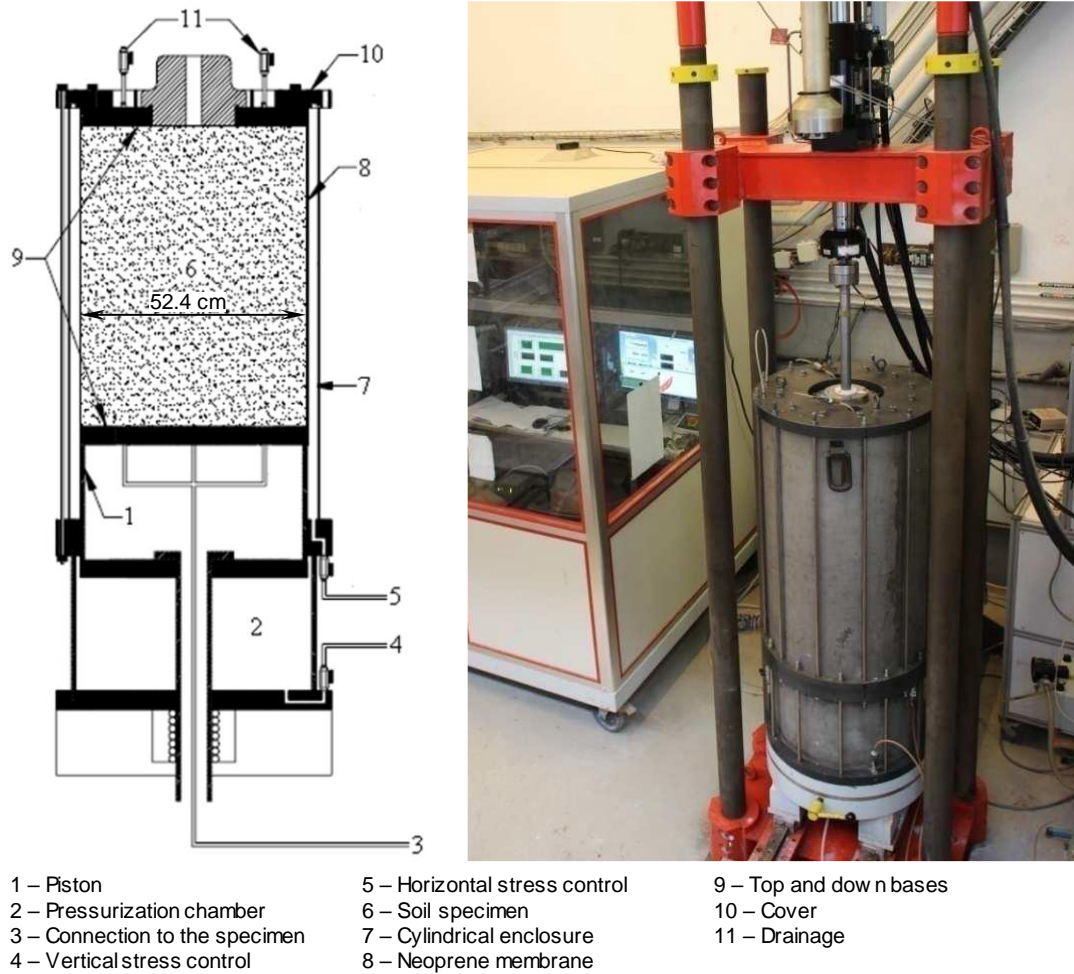 11
10
8
9
6
52.4 cm
7
1
5
2
4
3
1 – Piston
2 – Pressurization chamber
3 – Connection to the specimen
4 – Vertical stress control
5 – Horizontal stress control
6 – Soil specimen
7 – Cylindrical enclosure
8 – Neoprene membrane
9 – Top and down bases
10 – Cover
11 – Drainage